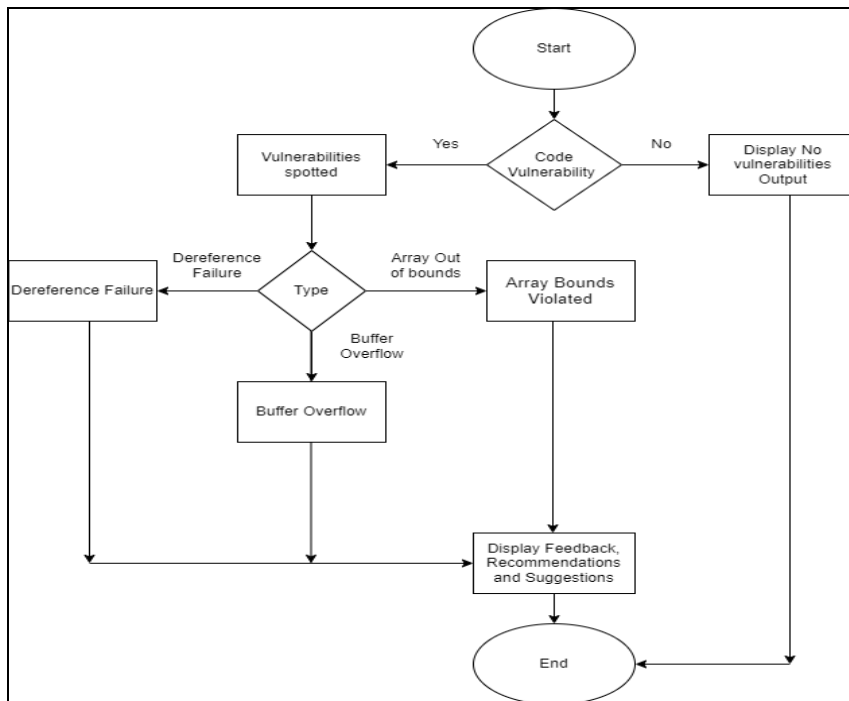 Start
Yes
Code
Vulnerability
No
Vulnerabilities
spotted
Display No
vulnerabilities
Output
Dereference
Failure
Array Out
of bounds
Dereference Failure
Type
Array Bounds
Violated
Buffer
Overflow
Buffer Overflow
Display Feedback,
Recommendations
and Suggestions
End